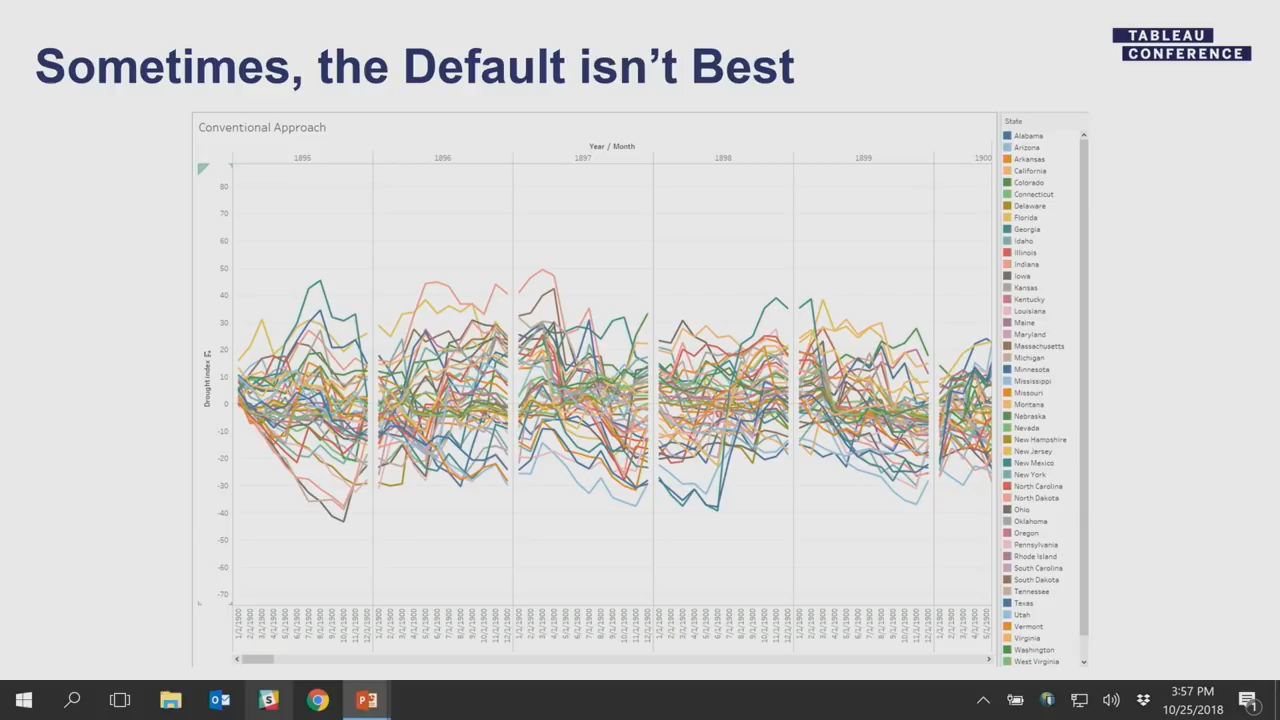 Sometimes, the Default isn't Best
TABLEAU
CONFERENCE
Conventional Approach
Year / Month
1895 1896 1897 1898 1899 1900
Drought index
80
70
60
50
40
30
20
10
0
-10
-20
-30
-40
-50
-60
-70
State
Alabama
Arizona
Arkansas
California
Colorado
Connecticut
Delaware
Florida
Georgia
Idaho
Illinois
Indiana
Iowa
Kansas
Kentucky
Louisiana
Maine
Maryland
Massachusetts
Michigan
Minnesota
Mississippi
Missouri
Montana
Nebraska
Nevada
New Hampshire
New Jersey
New Mexico
New York
North Carolina
North Dakota
Ohio
Oklahoma
Oregon
Pennsylvania
Rhode Island
South Carolina
South Dakota
Tennessee
Texas
Utah
Vermont
Virginia
Washington
West Virginia
3:57 PM
10/25/2018
1